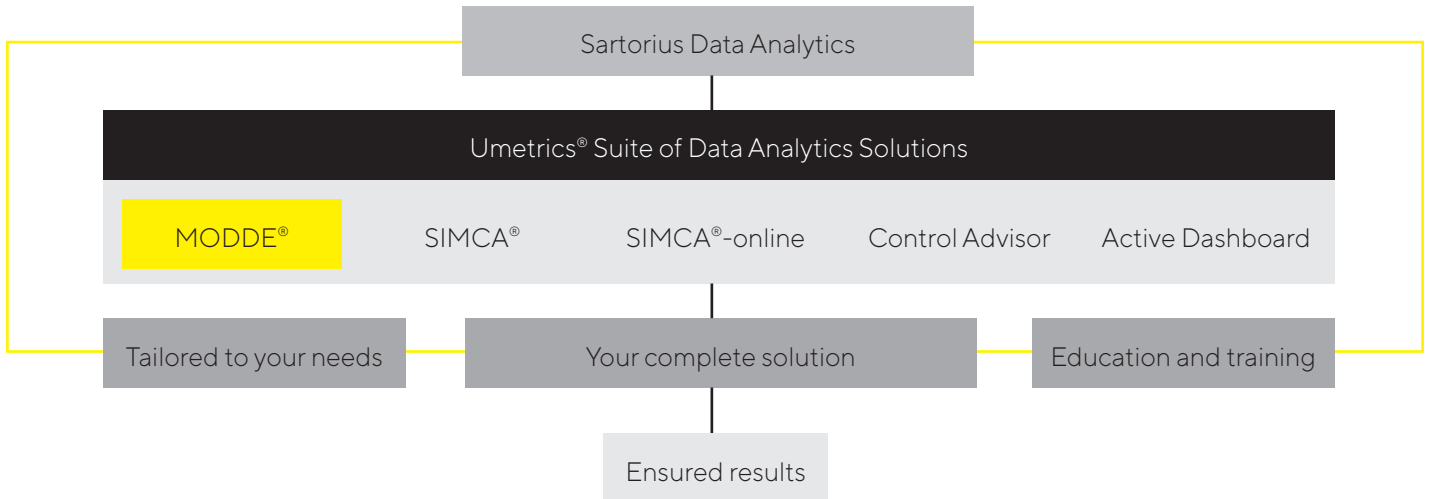 Sartorius Data Analytics
Umetrics® Suite of Data Analytics Solutions
MODDE®
SIMCA®
SIMCA®-online
Control Advisor
Active Dashboard
Tailored to your needs
Your complete solution
Education and training
Ensured results